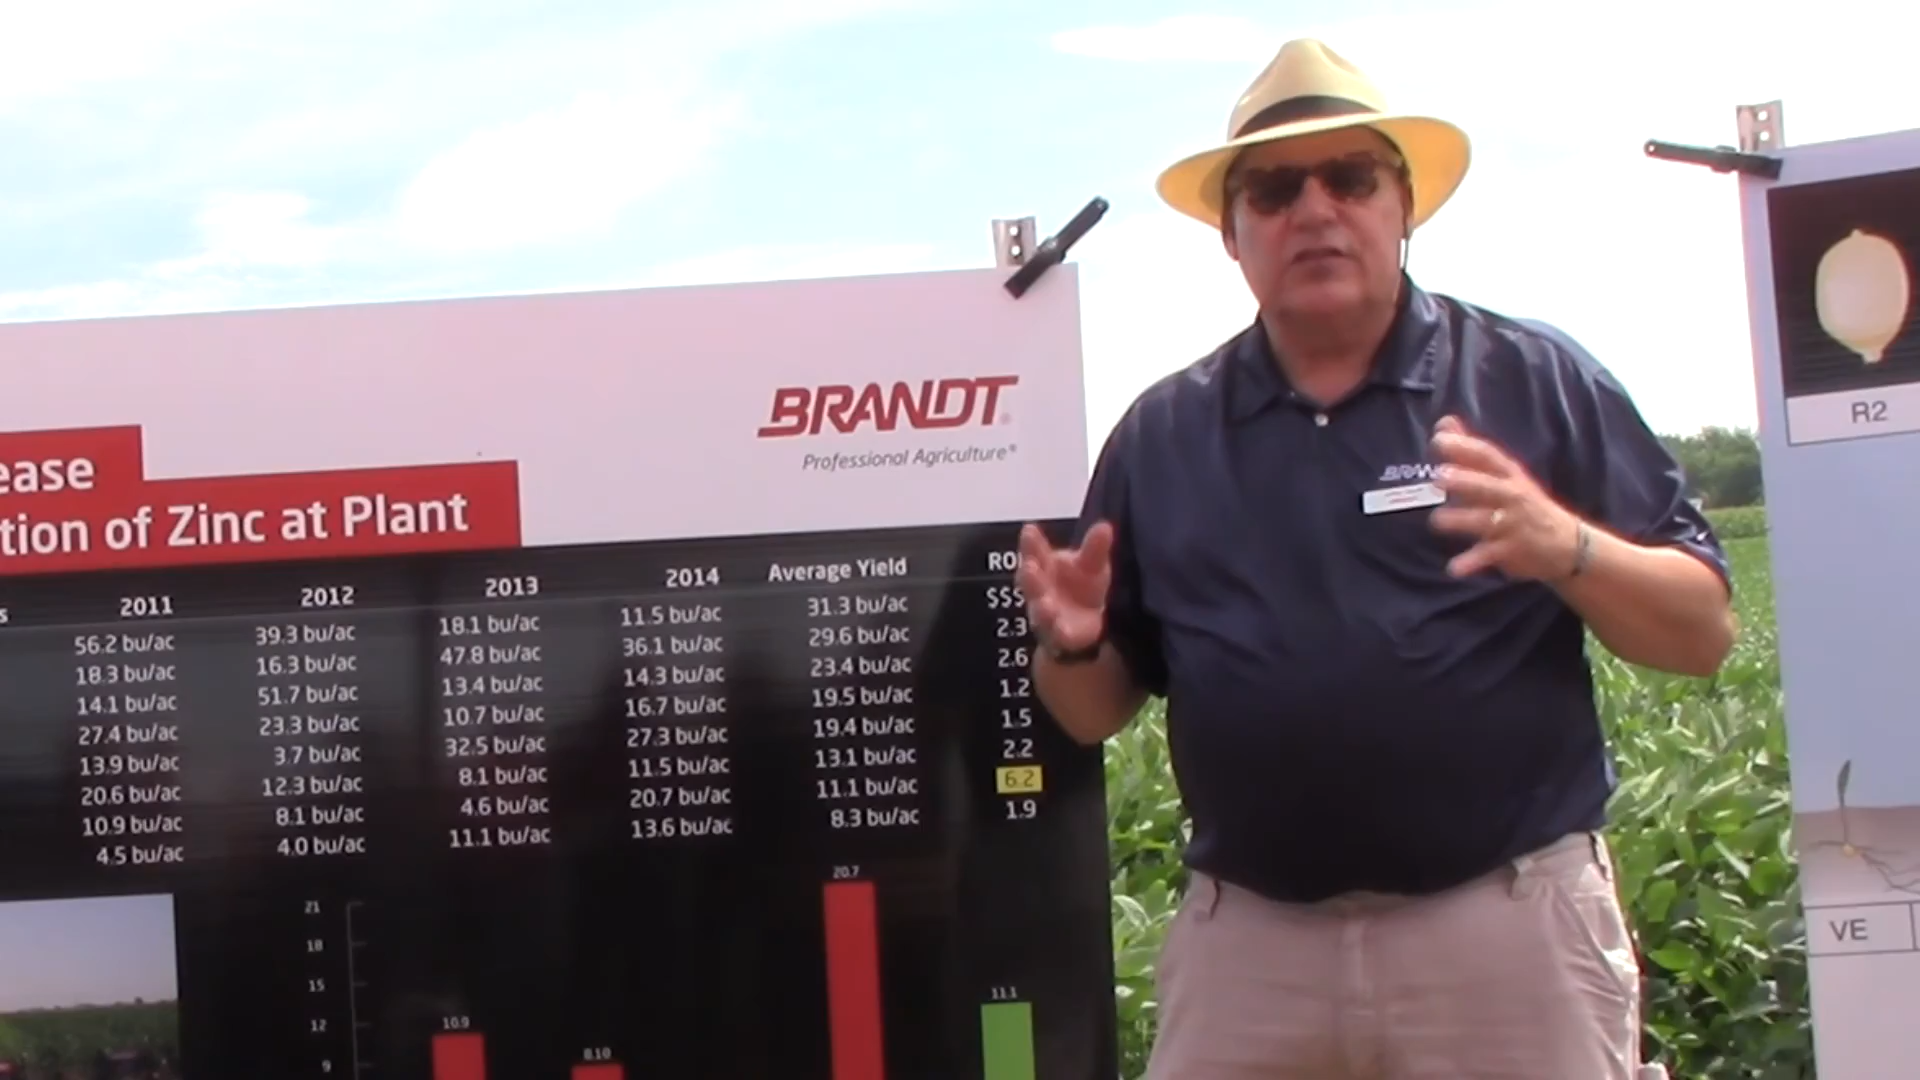 BRANDT
Professional Agriculture®
ease
tion of Zinc at Plant
s 2011 2012 2013 2014 Average Yield RO
56.2 bu/ac 39.3 bu/ac 18.1 bu/ac 11.5 bu/ac 31.3 bu/ac $$$
18.3 bu/ac 16.3 bu/ac 47.8 bu/ac 36.1 bu/ac 29.6 bu/ac 2.3
14.1 bu/ac 51.7 bu/ac 13.4 bu/ac 14.3 bu/ac 23.4 bu/ac 2.6
27.4 bu/ac 23.3 bu/ac 10.7 bu/ac 16.7 bu/ac 19.5 bu/ac 1.2
13.9 bu/ac 3.7 bu/ac 32.5 bu/ac 27.3 bu/ac 19.4 bu/ac 1.5
20.6 bu/ac 12.3 bu/ac 8.1 bu/ac 11.5 bu/ac 13.1 bu/ac 2.2
10.9 bu/ac 8.1 bu/ac 4.6 bu/ac 20.7 bu/ac 11.1 bu/ac 6.2
4.5 bu/ac 4.0 bu/ac 11.1 bu/ac 13.6 bu/ac 8.3 bu/ac 1.9
21
18
15
12
9
10.9
8.10
20.7
11.1
BRAN
R2
VE